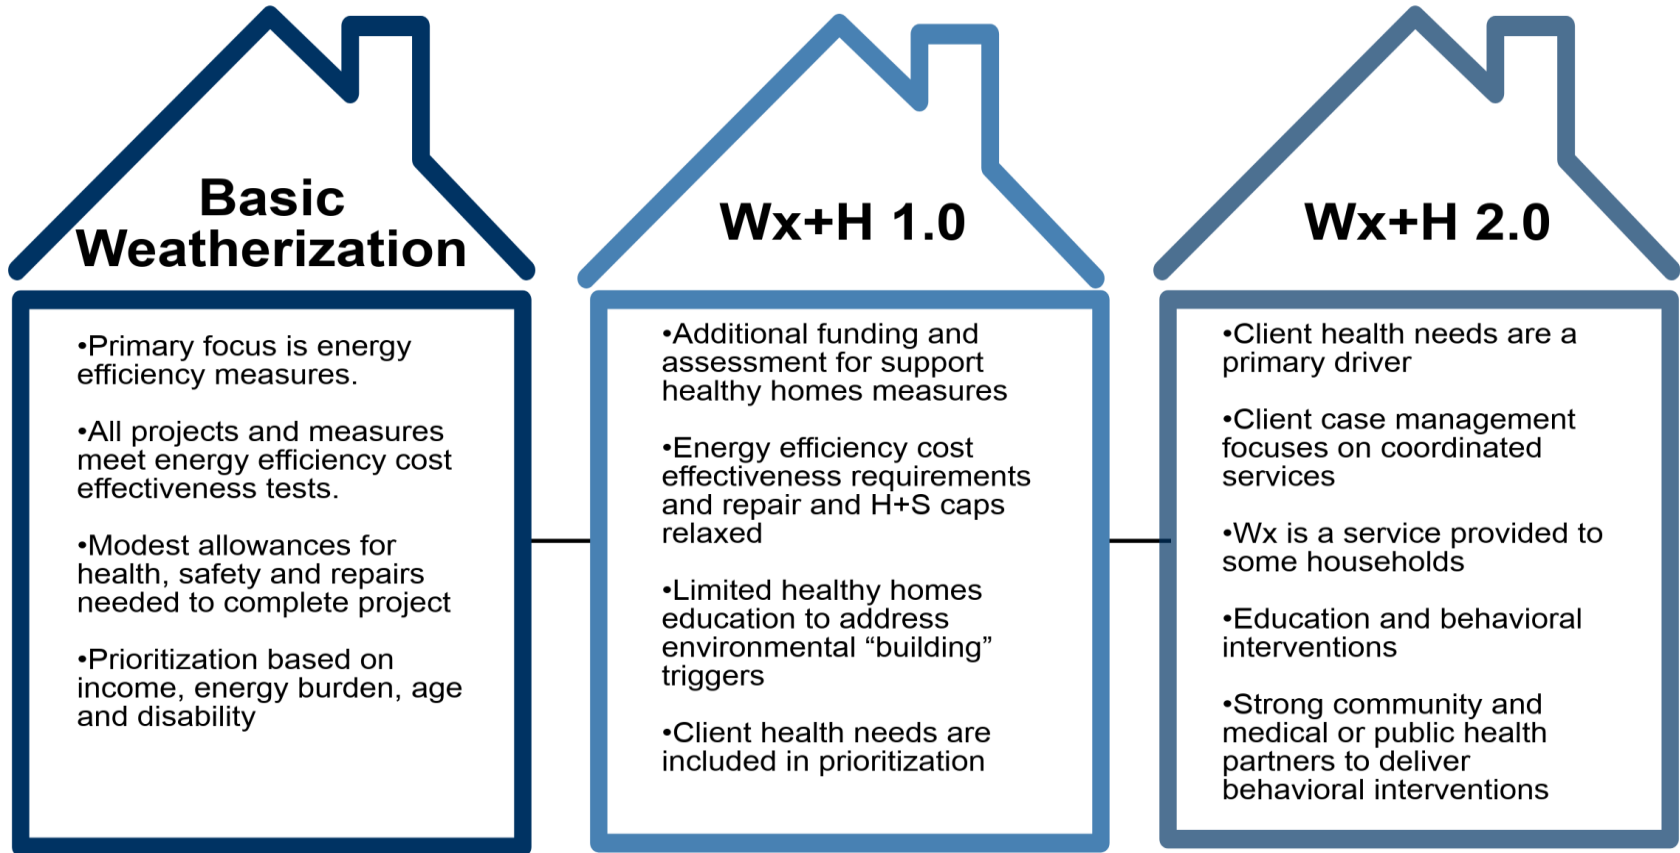 Basic
Weatherization
•Primary focus is energy
efficiency measures.
•All projects and measures
meet energy efficiency cost
effectiveness tests.
•Modest allowances for
health, safety and repairs
needed to complete project
•Prioritization based on
income, energy burden, age
and disability
Wx+H 1.0
•Additional funding and
assessment for support
healthy homes measures
•Energy efficiency cost
effectiveness requirements
and repair and H+S caps
relaxed
•Limited healthy homes
education to address
environmental “building”
triggers
•Client health needs are
included in prioritization
Wx+H 2.0
•Client health needs are a
primary driver
•Client case management
focuses on coordinated
services
•Wx is a service provided to
some households
•Education and behavioral
interventions
•Strong community and
medical or public health
partners to deliver
behavioral interventions